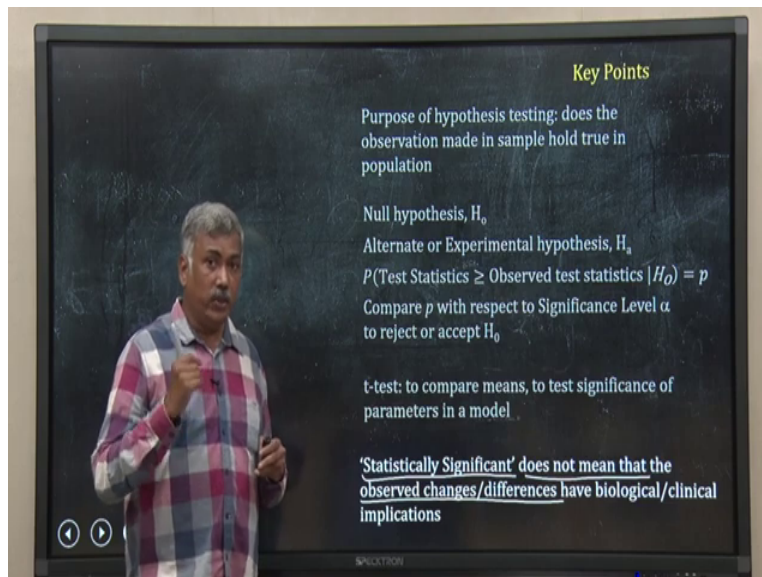 Key Points
Purpose of hypothesis testing: does the
observation made in sample hold true in
population
Null hypothesis, H₀
Alternate or Experimental hypothesis, Hₐ
P(Test Statistics ≥ Observed test statistics |H₀) = p
Compare p with respect to Significance Level α
to reject or accept H₀
t-test: to compare means, to test significance of
parameters in a model
'Statistically Significant' does not mean that the
observed changes/differences have biological/clinical
implications
SPECKTRON